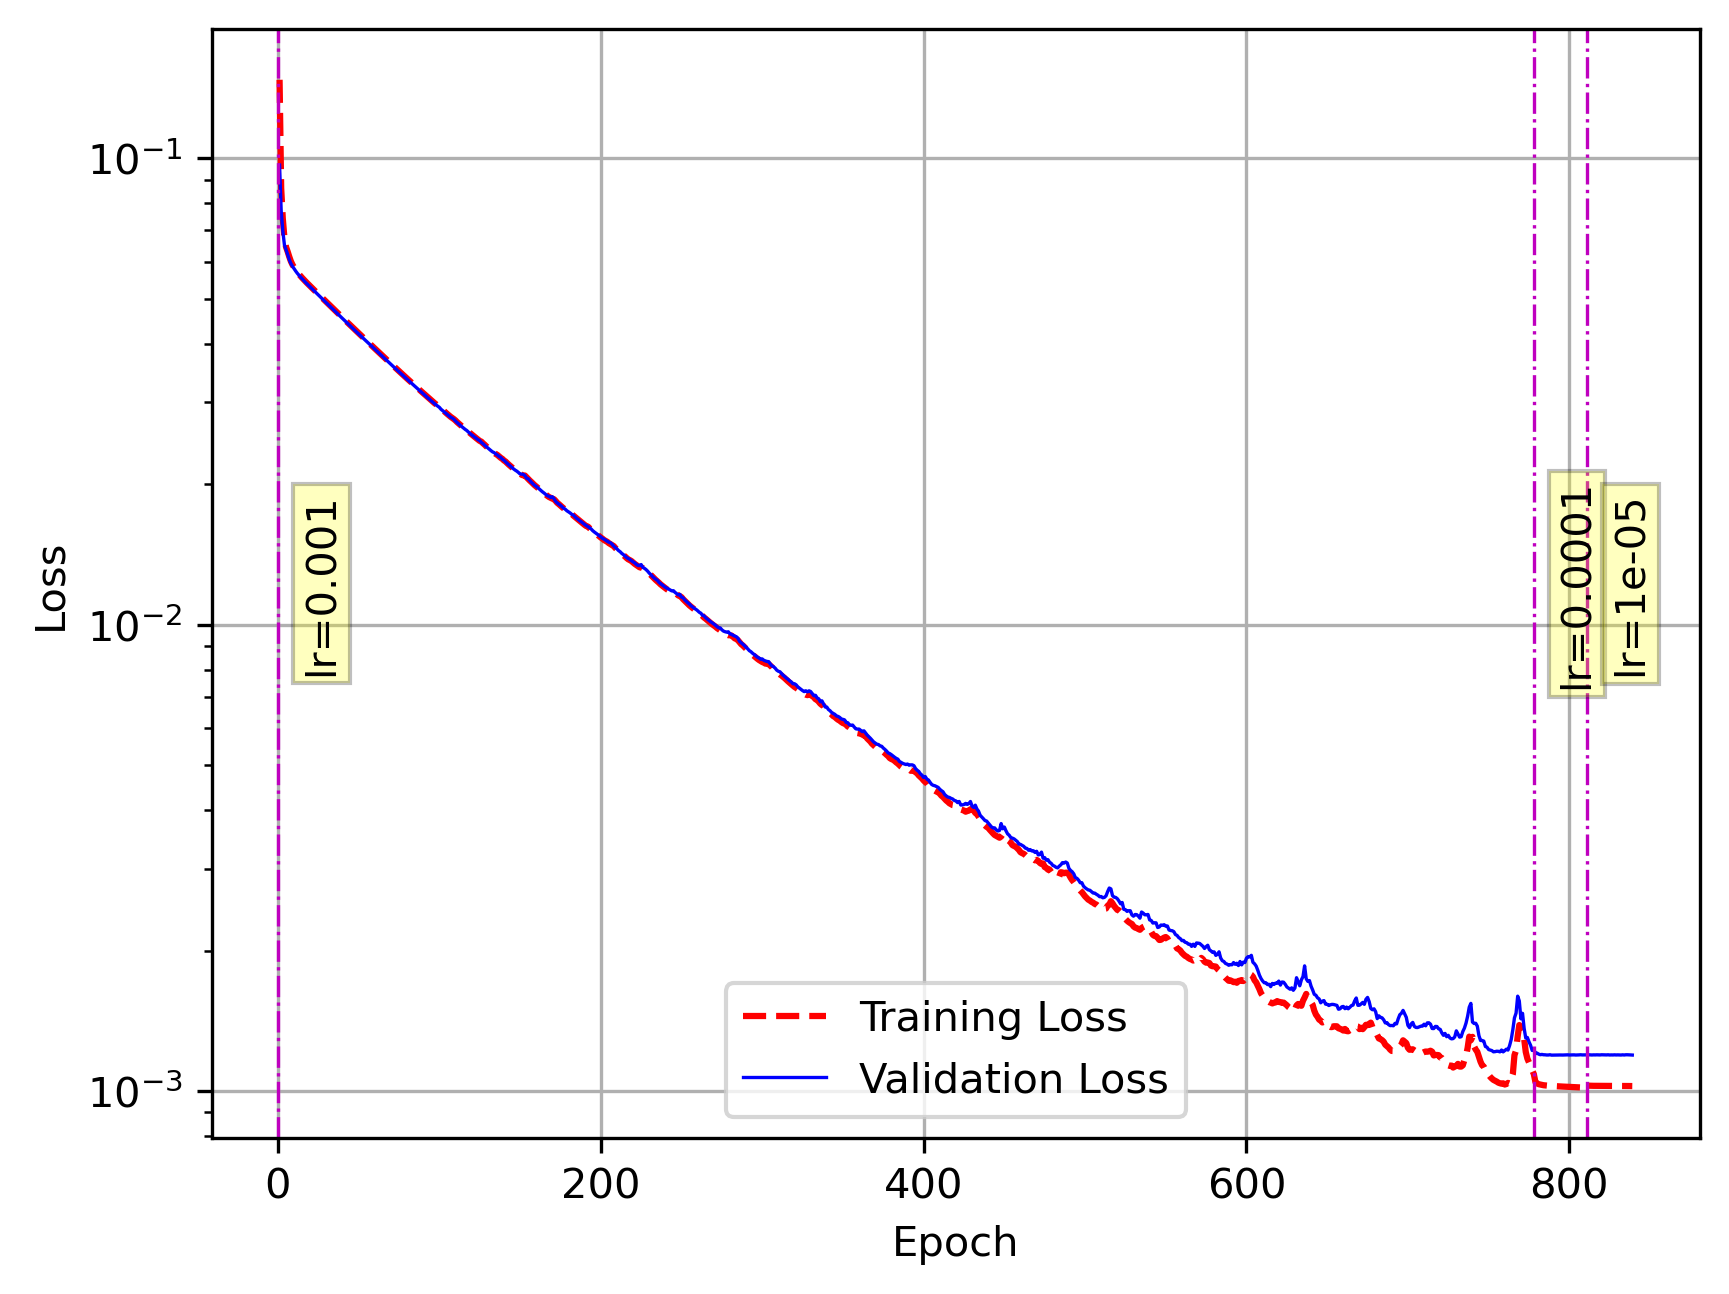 10⁻¹
10⁻²
10⁻³
Loss
lr=0.001
lr=0.0001
lr=1e-05
Training Loss
Validation Loss
0
200
400
600
800
Epoch